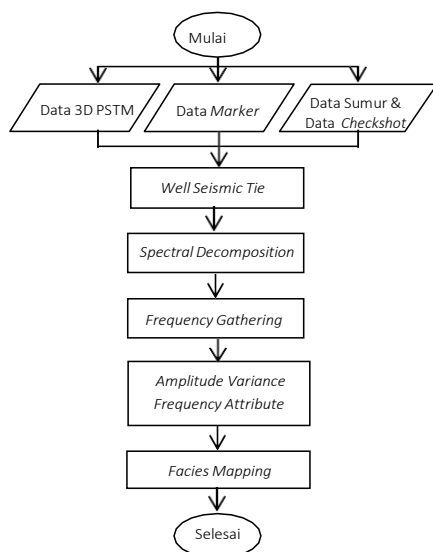 Mulai
Data 3D PSTM
Data Marker
Data Sumur &
Data Checkshot
Well Seismic Tie
Spectral Decomposition
Frequency Gathering
Amplitude Variance
Frequency Attribute
Facies Mapping
Selesai